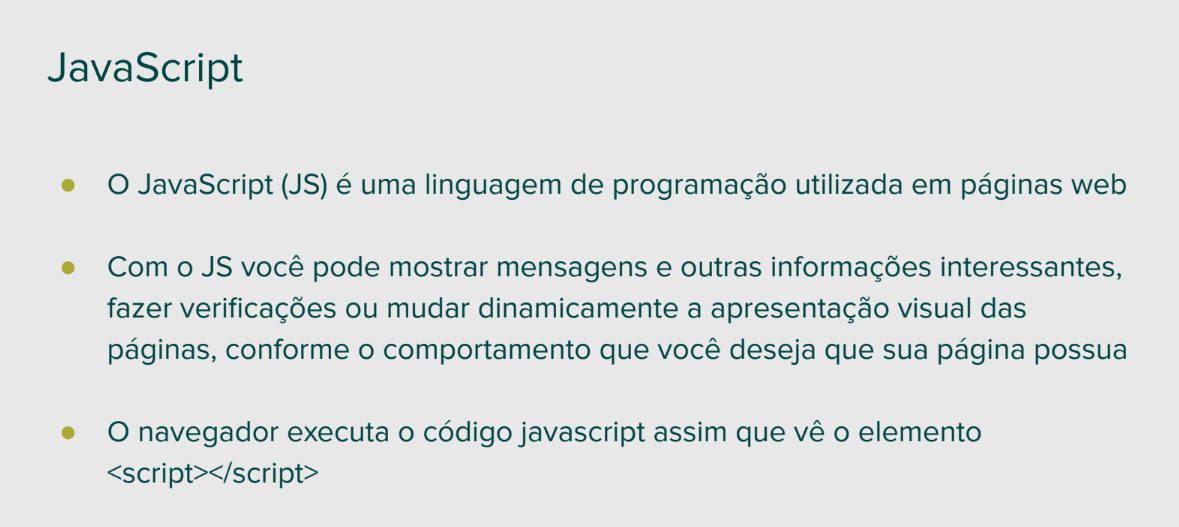 JavaScript
● O JavaScript (JS) é uma linguagem de programação utilizada em páginas web
● Com o JS você pode mostrar mensagens e outras informações interessantes,
fazer verificações ou mudar dinamicamente a apresentação visual das
páginas, conforme o comportamento que você deseja que sua página possua
● O navegador executa o código javascript assim que vê o elemento
<script></script>